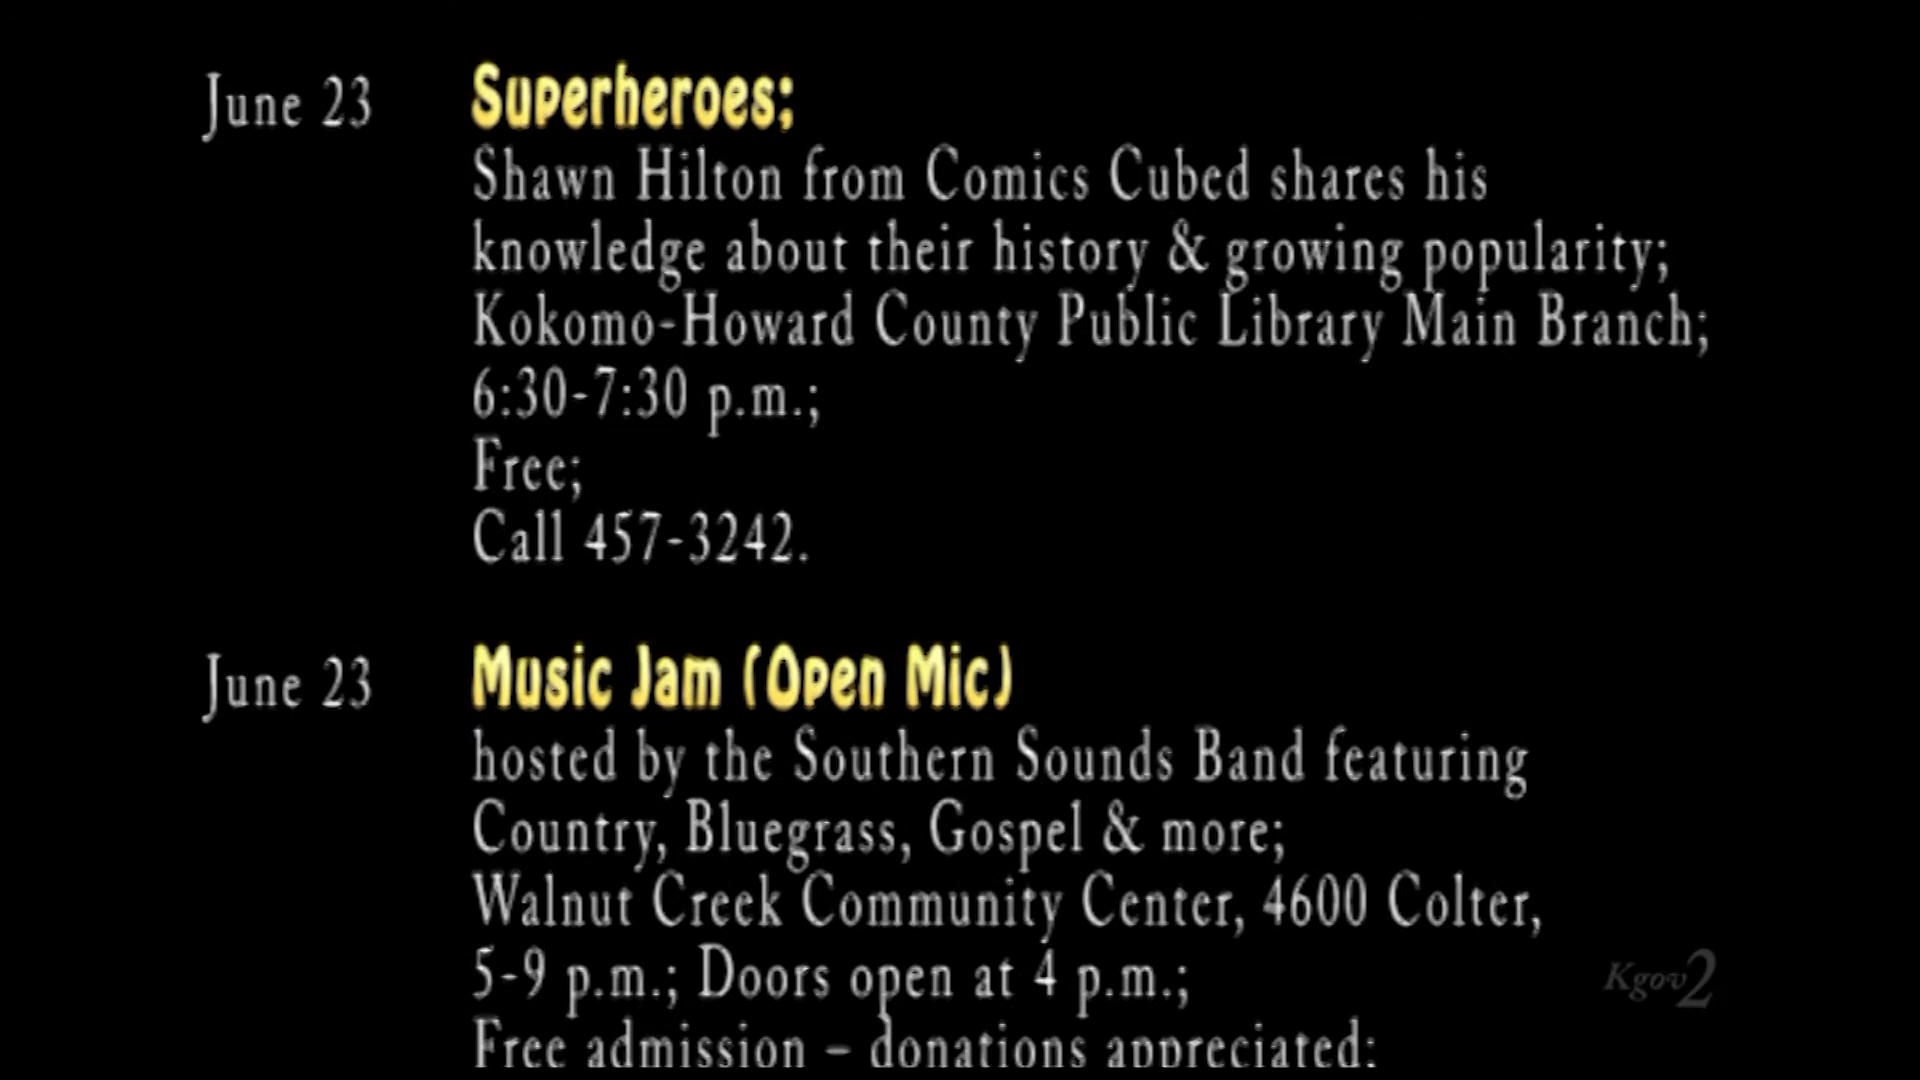 June 23 Superheroes;
Shawn Hilton from Comics Cubed shares his
knowledge about their history & growing popularity;
Kokomo-Howard County Public Library Main Branch;
6:30-7:30 p.m.;
Free;
Call 457-3242.
June 23 Music Jam (Open Mic)
hosted by the Southern Sounds Band featuring
Country, Bluegrass, Gospel & more;
Walnut Creek Community Center, 4600 Colter,
5-9 p.m.; Doors open at 4 p.m.;
Kgov2
Free admission – donations appreciated;